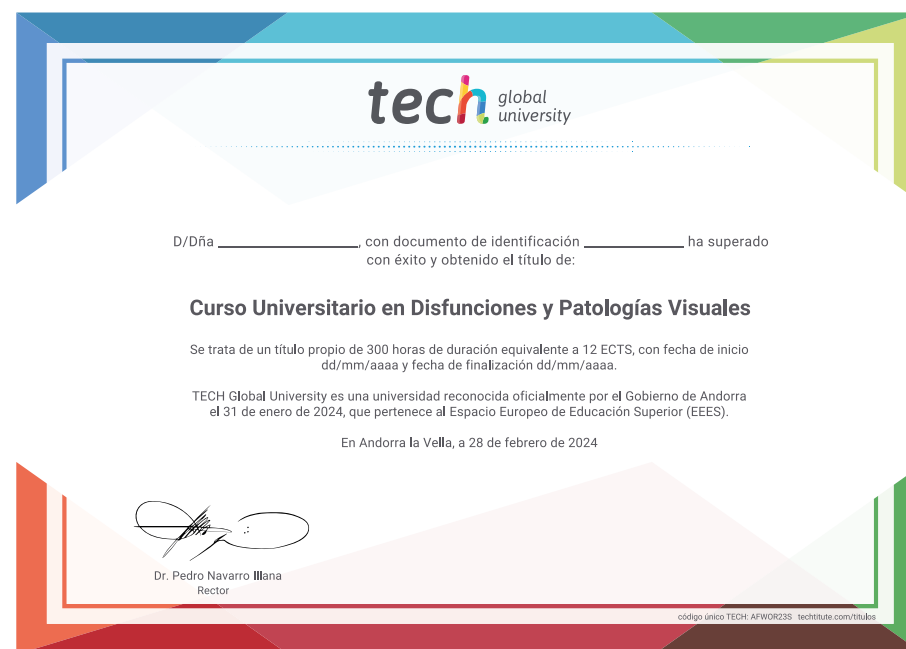 tech global university
D/Dña ____________________, con documento de identificación ______________ ha superado
con éxito y obtenido el título de:
Curso Universitario en Disfunciones y Patologías Visuales
Se trata de un título propio de 300 horas de duración equivalente a 12 ECTS, con fecha de inicio
dd/mm/aaaa y fecha de finalización dd/mm/aaaa.
TECH Global University es una universidad reconocida oficialmente por el Gobierno de Andorra
el 31 de enero de 2024, que pertenece al Espacio Europeo de Educación Superior (EEES).
En Andorra la Vella, a 28 de febrero de 2024
Dr. Pedro Navarro Illana
Rector
código único TECH: AFWOR23S techtitute.com/titulos